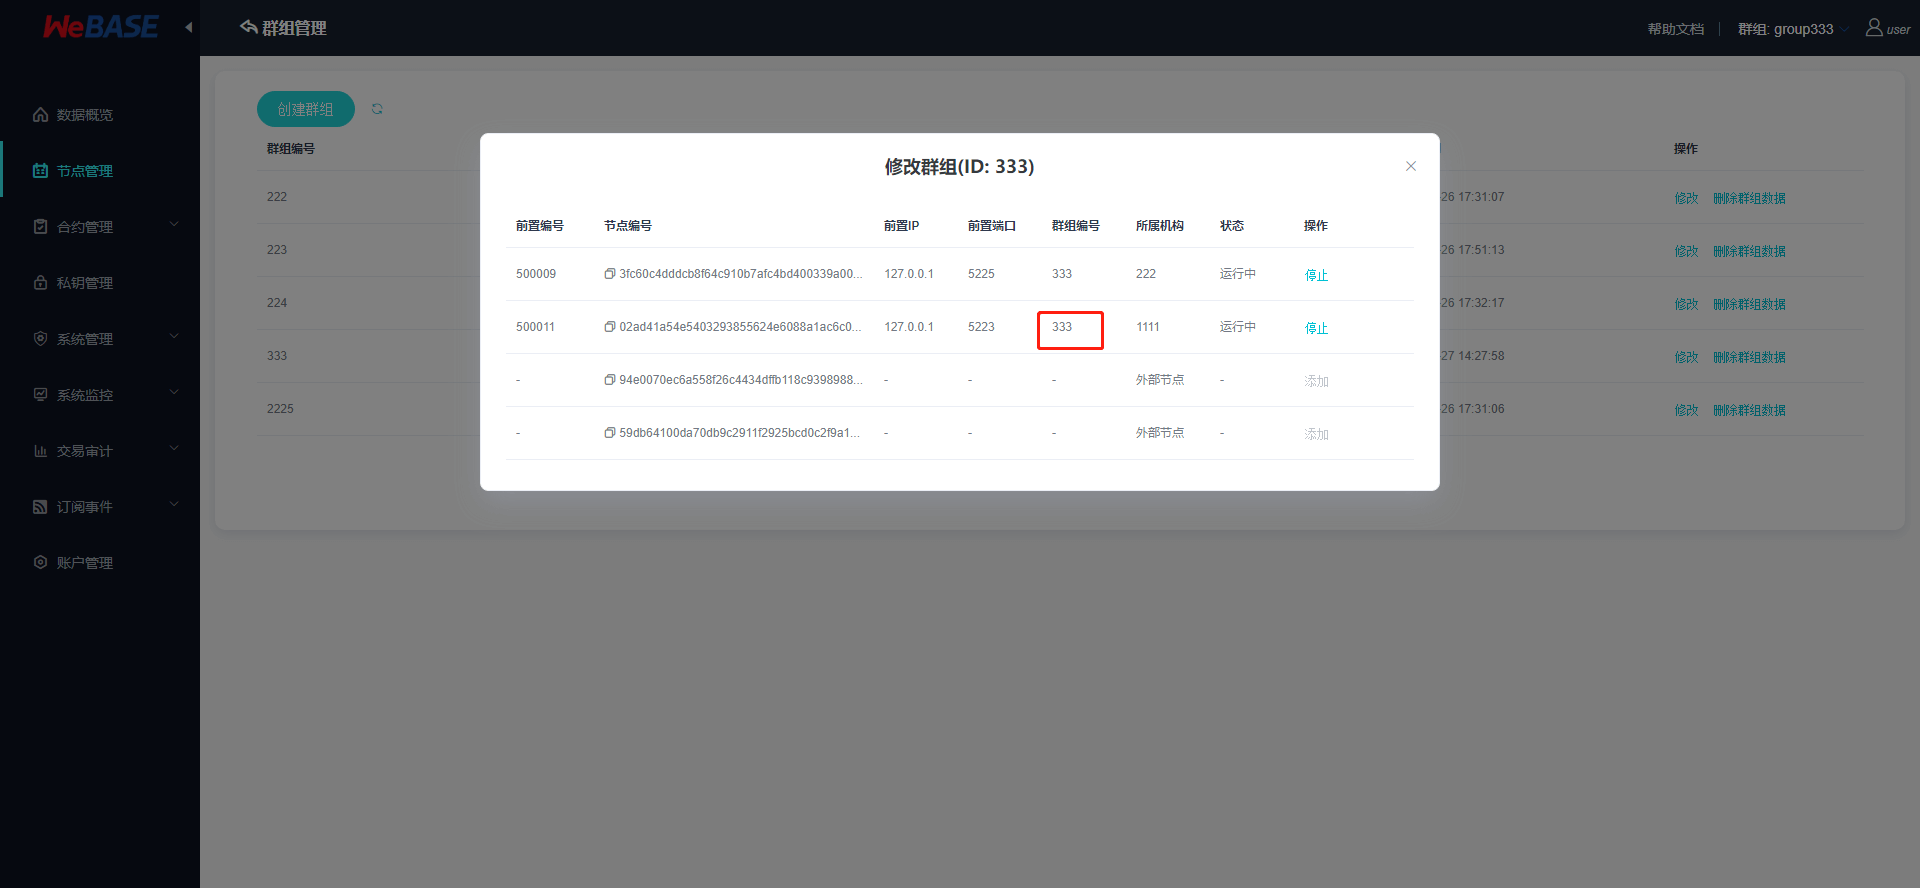 WeBASE
群组管理
帮助文档
群组: group333
user
数据概览
节点管理
合约管理
私钥管理
系统管理
系统监控
交易审计
订阅事件
账户管理
创建群组
群组编号
操作
222
26 17:31:07
修改
删除群组数据
223
26 17:51:13
修改
删除群组数据
224
26 17:32:17
修改
删除群组数据
333
27 14:27:58
修改
删除群组数据
2225
26 17:31:06
修改
删除群组数据
修改群组(ID: 333)
前置编号 节点编号 前置IP 前置端口 群组编号 所属机构 状态 操作
500009 3fc60c4dddcb8f64c910b7afc4bd400339a00... 127.0.0.1 5225 333 222 运行中 停止
500011 02ad41a54e5403293855624e6088a1ac6c0... 127.0.0.1 5223 333 1111 运行中 停止
- 94e0070ec6a558f26c4434dffb118c9398988... - - - 外部节点 - 添加
- 59db64100da70db9c2911f2925bcd0c2f9a1... - - - 外部节点 - 添加